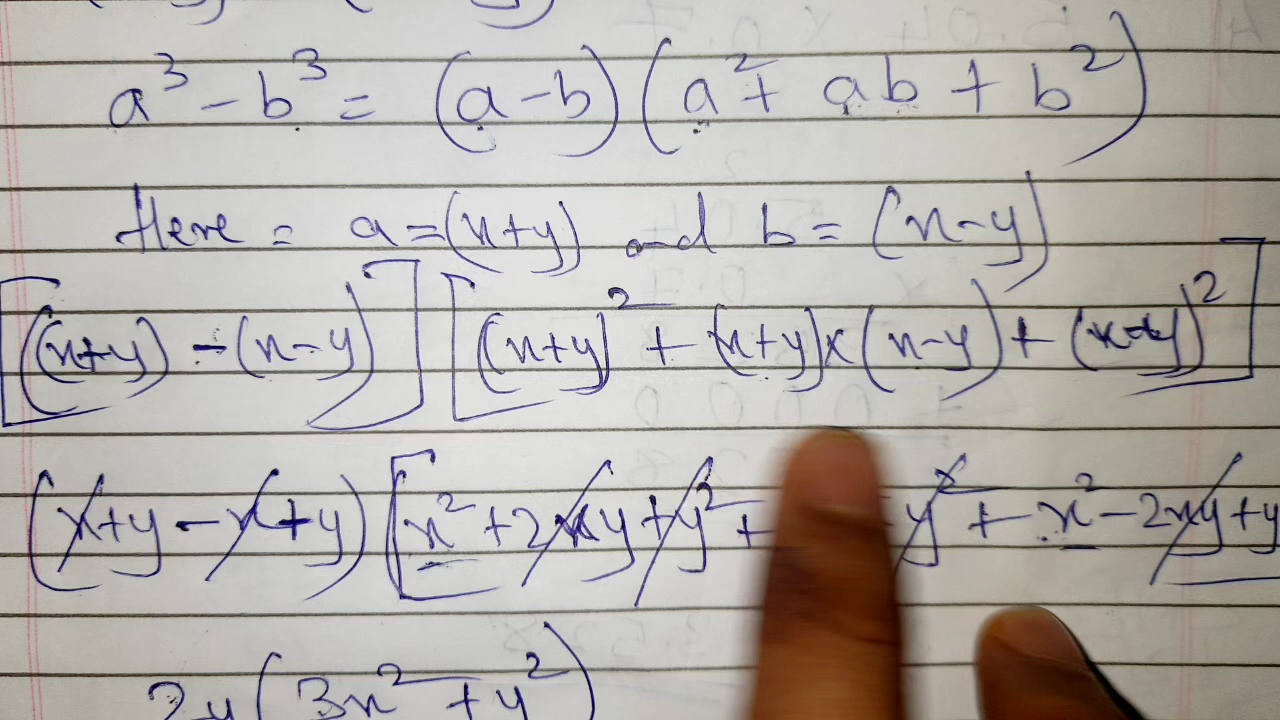 a³ - b³ = (a-b)(a² + ab + b²)
Here = a=(x+y) and b= (x-y)
[(x+y) - (x-y)] [(x+y)² + (x+y)×(x-y) + (x-y)²]
(x+y-x+y) [x² + 2xy + y² + - y² + x² - 2xy + y
2y(3x² + y²)